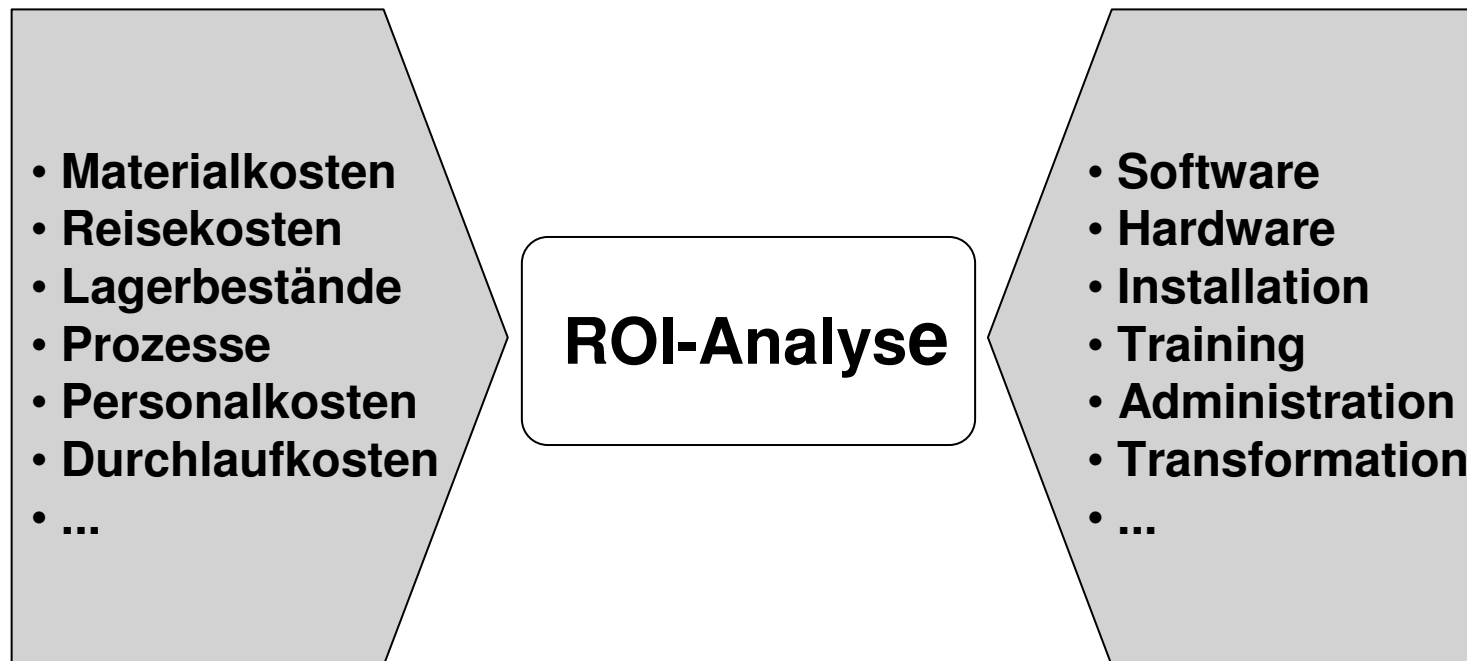 • Materialkosten
• Reisekosten
• Lagerbestände
• Prozesse
• Personalkosten
• Durchlaufkosten
• ...
ROI-Analyse
• Software
• Hardware
• Installation
• Training
• Administration
• Transformation
• ...